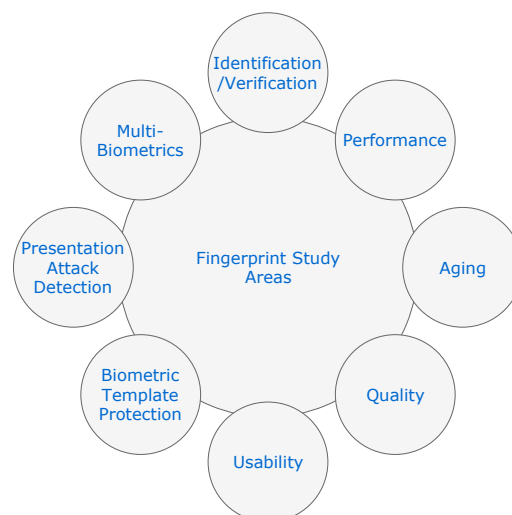 Identification
/Verification
Performance
Aging
Quality
Usability
Biometric
Template
Protection
Presentation
Attack
Detection
Multi-
Biometrics
Fingerprint Study
Areas